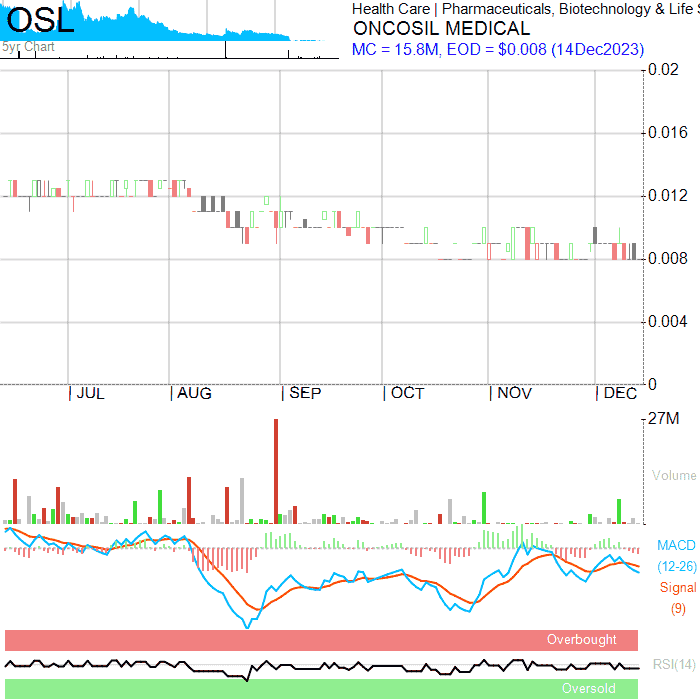 OSL
Health Care | Pharmaceuticals, Biotechnology & Life S
ONCOSIL MEDICAL
5yr Chart
MC = 15.8M, EOD = $0.008 (14Dec2023)
0.02
0.016
0.012
0.008
0.004
0
JUL AUG SEP OCT NOV DEC
27M
Volume
MACD
(12-26)
Signal
(9)
Overbought
RSI(14)
Oversold